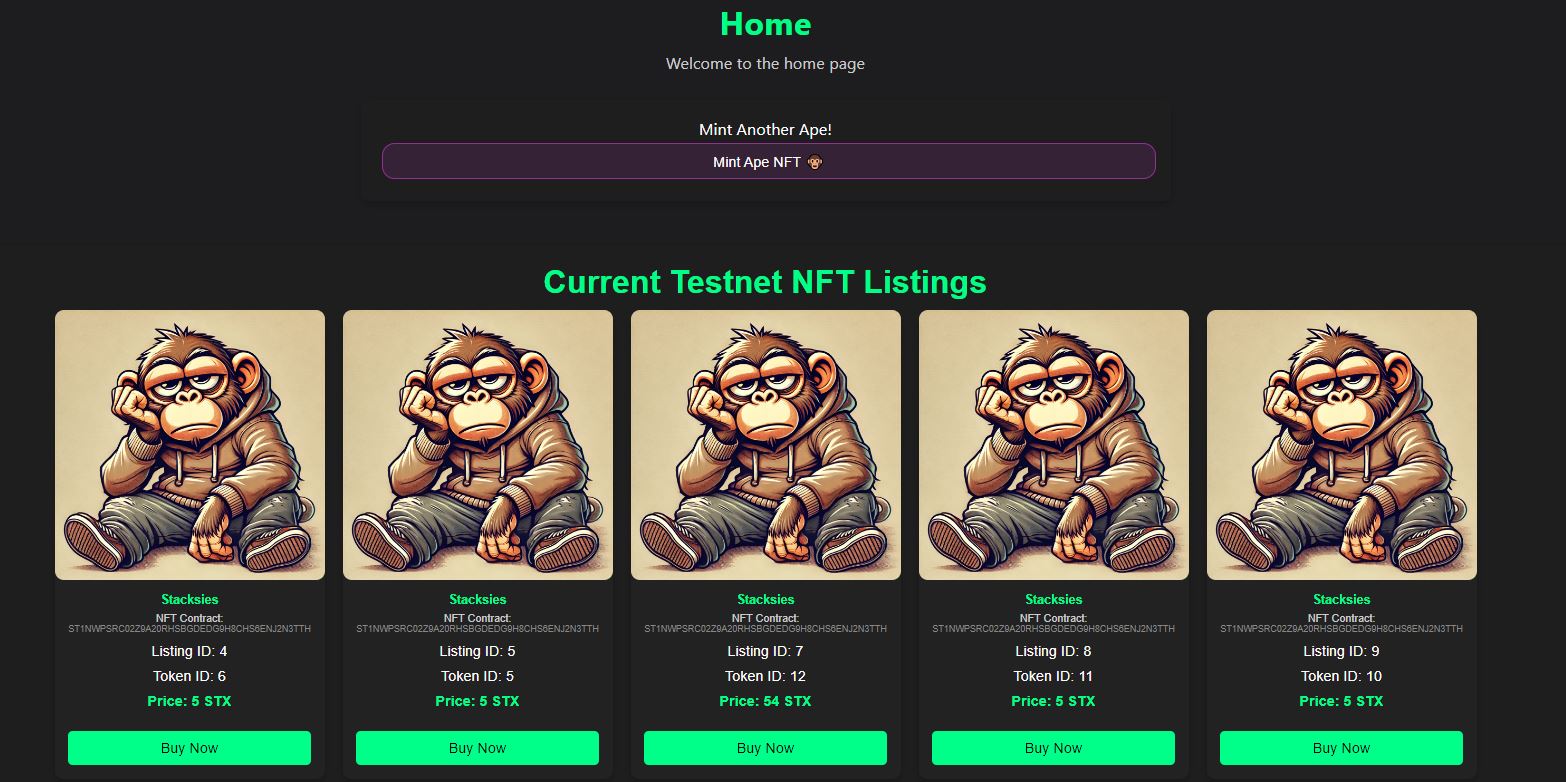 Home
Welcome to the home page
Mint Another Ape!
Mint Ape NFT 🐵
Current Testnet NFT Listings
Stacksies
NFT Contract:
ST1NWPSRC02Z9A20RHSBGDEDG9H8CHS6ENJ2N3TTH
Listing ID: 4
Token ID: 6
Price: 5 STX
Buy Now
Stacksies
NFT Contract:
ST1NWPSRC02Z9A20RHSBGDEDG9H8CHS6ENJ2N3TTH
Listing ID: 5
Token ID: 5
Price: 5 STX
Buy Now
Stacksies
NFT Contract:
ST1NWPSRC02Z9A20RHSBGDEDG9H8CHS6ENJ2N3TTH
Listing ID: 7
Token ID: 12
Price: 54 STX
Buy Now
Stacksies
NFT Contract:
ST1NWPSRC02Z9A20RHSBGDEDG9H8CHS6ENJ2N3TTH
Listing ID: 8
Token ID: 11
Price: 5 STX
Buy Now
Stacksies
NFT Contract:
ST1NWPSRC02Z9A20RHSBGDEDG9H8CHS6ENJ2N3TTH
Listing ID: 9
Token ID: 10
Price: 5 STX
Buy Now